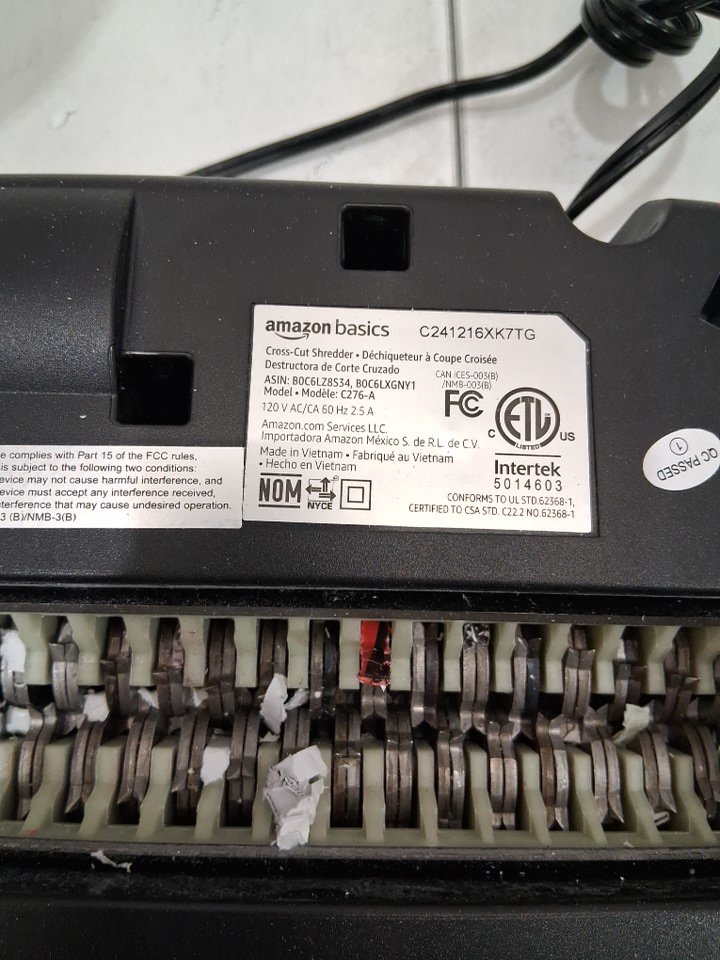 amazon basics C241216XK7TG
Cross-Cut Shredder • Déchiqueteur à Coupe Croisée
Destructora de Corte Cruzado
ASIN: B0C6LZ8S34, B0C6LXGNY1
Model • Modèle: C276-A
120 V AC/CA 60 Hz 2.5 A
CAN ICES-003(B)
/NMB-003(B)
FC
Amazon.com Services LLC.
Importadora Amazon México S. de R.L. de C.V.
Made in Vietnam • Fabriqué au Vietnam
• Hecho en Vietnam
C ETL US
LISTED
Intertek
5014603
NOM NYCE
CONFORMS TO UL STD.62368-1,
CERTIFIED TO CSA STD. C22.2 NO.62368-1
e complies with Part 15 of the FCC rules.
is subject to the following two conditions:
evice may not cause harmful interference, and
evice must accept any interference received,
nterference that may cause undesired operation.
3 (B)/NMB-3(B)
QC PASSED
1